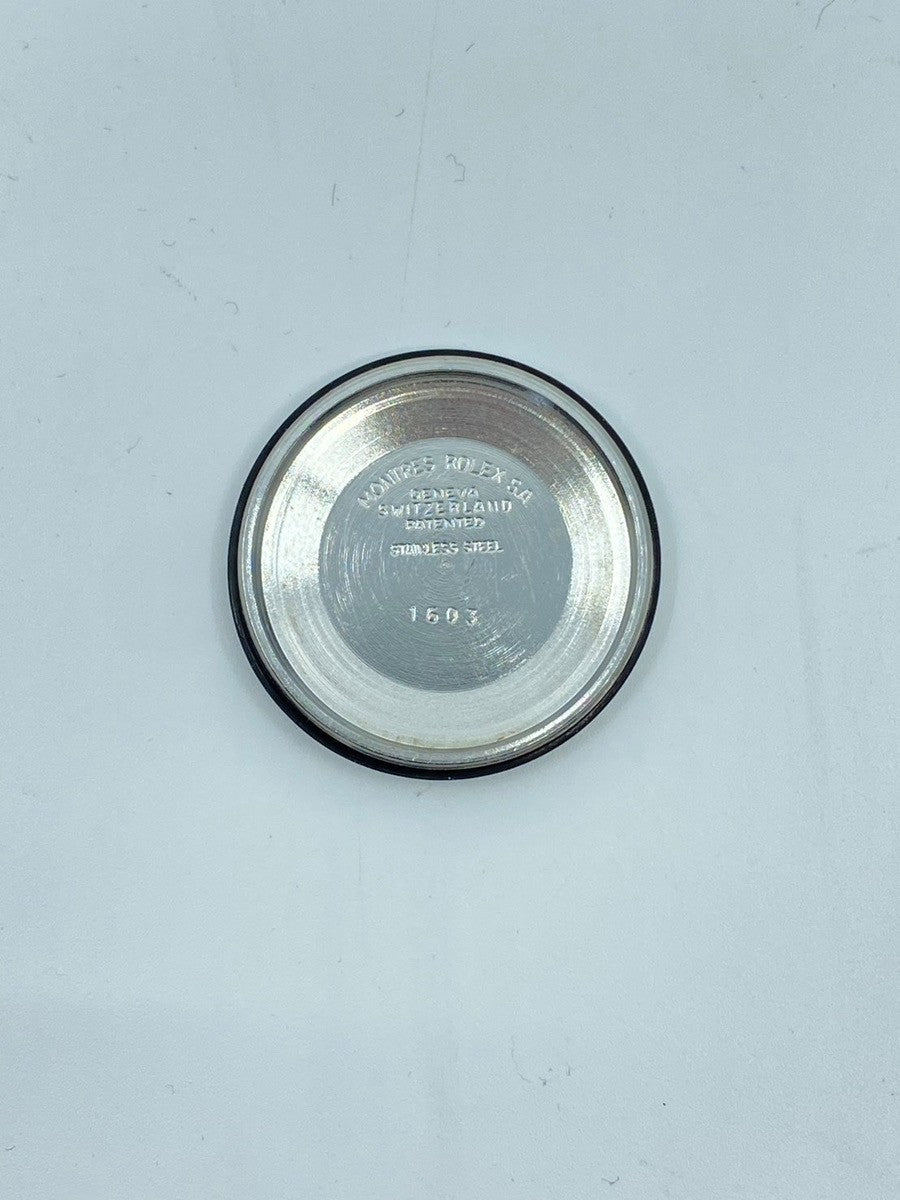 MONTRES ROLEX S.A.
GENEVA
SWITZERLAND
PATENTED
STAINLESS STEEL
1603